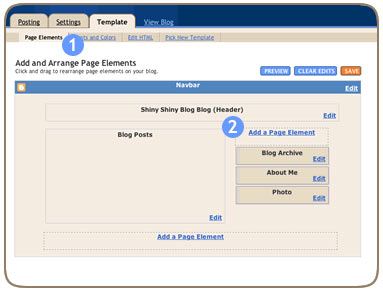 Posting Settings Template View Blog
Page Elements and Colors Edit HTML Pick New Template
1
Add and Arrange Page Elements
Click and drag to rearrange page elements on your blog.
PREVIEW CLEAR EDITS SAVE
Navbar Edit
Shiny Shiny Blog Blog (Header)
Edit
2
Blog Posts
Add a Page Element
Blog Archive
Edit
About Me
Edit
Photo
Edit
Edit
Add a Page Element